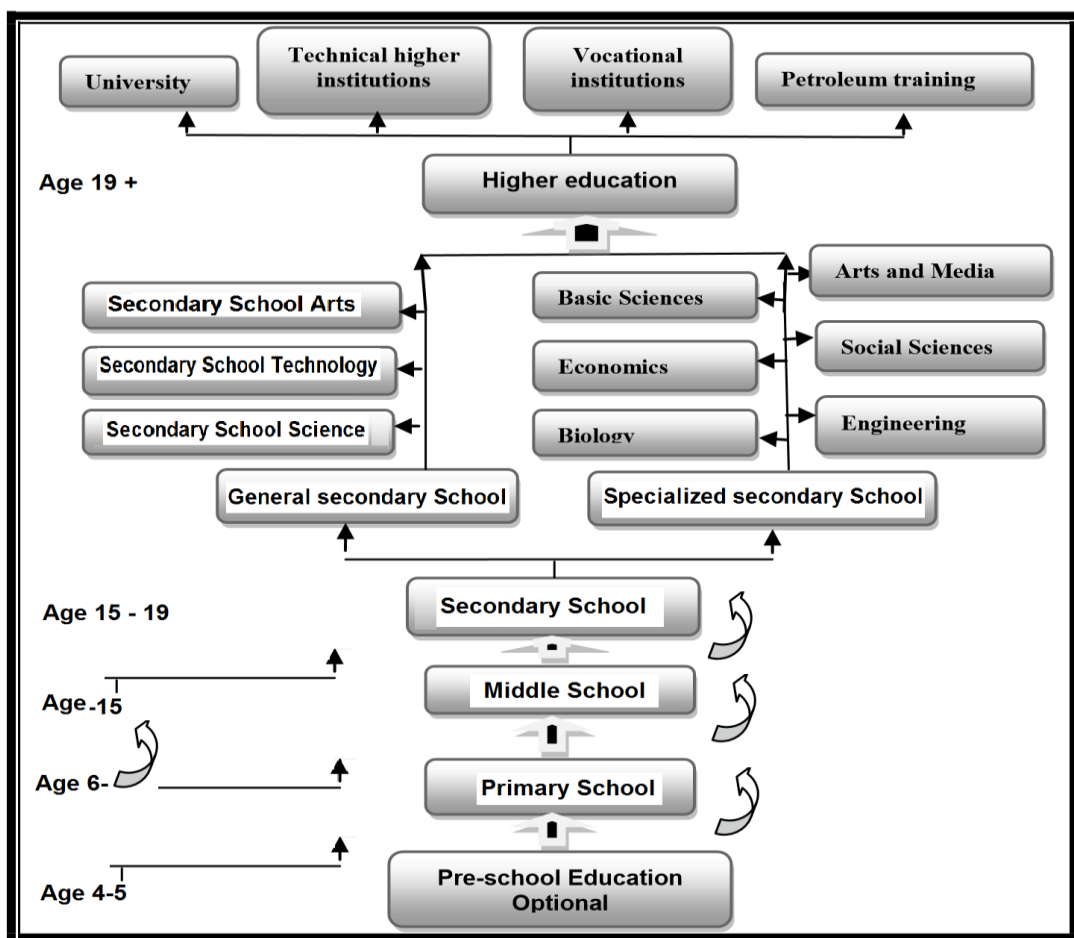 University
Technical higher
institutions
Vocational
institutions
Petroleum training
Age 19 +
Higher education
Secondary School Arts
Secondary School Technology
Secondary School Science
Basic Sciences
Economics
Biology
Arts and Media
Social Sciences
Engineering
General secondary School
Specialized secondary School
Age 15 - 19
Secondary School
Age -15
Middle School
Age 6-
Primary School
Age 4-5
Pre-school Education
Optional